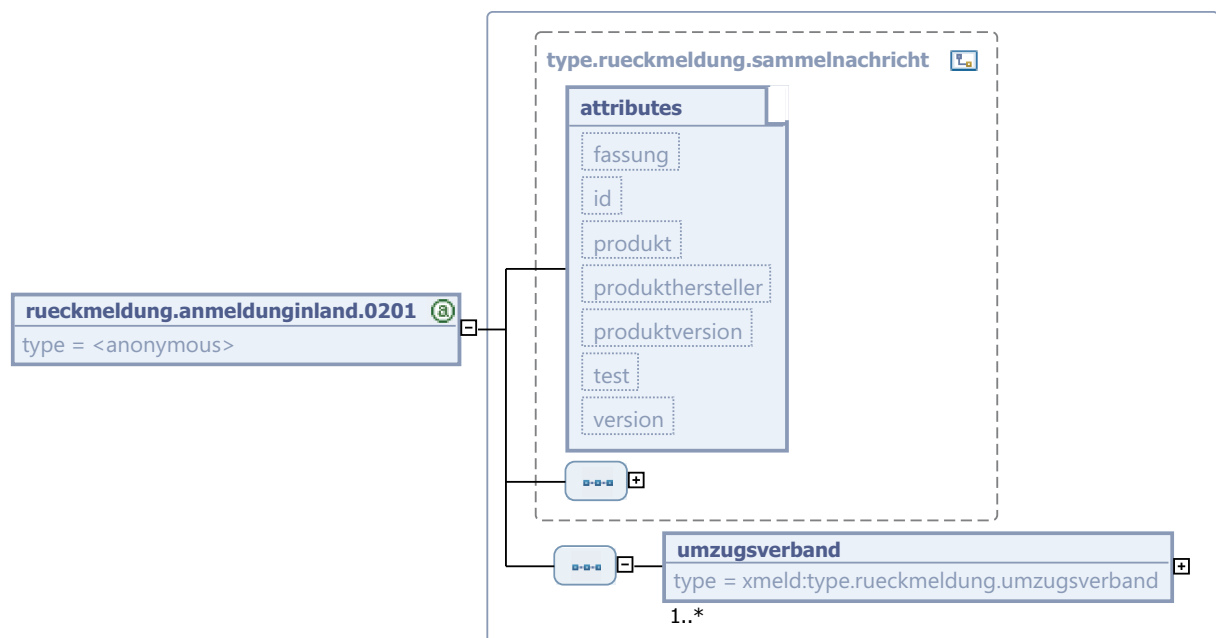 type.rueckmeldung.sammelnachricht
attributes
fassung
id
produkt
produkthersteller
produktversion
test
version
rueckmeldung.anmeldunginland.0201 @
type = <anonymous>
umzugsverband
type = xmeld:type.rueckmeldung.umzugsverband
1..*